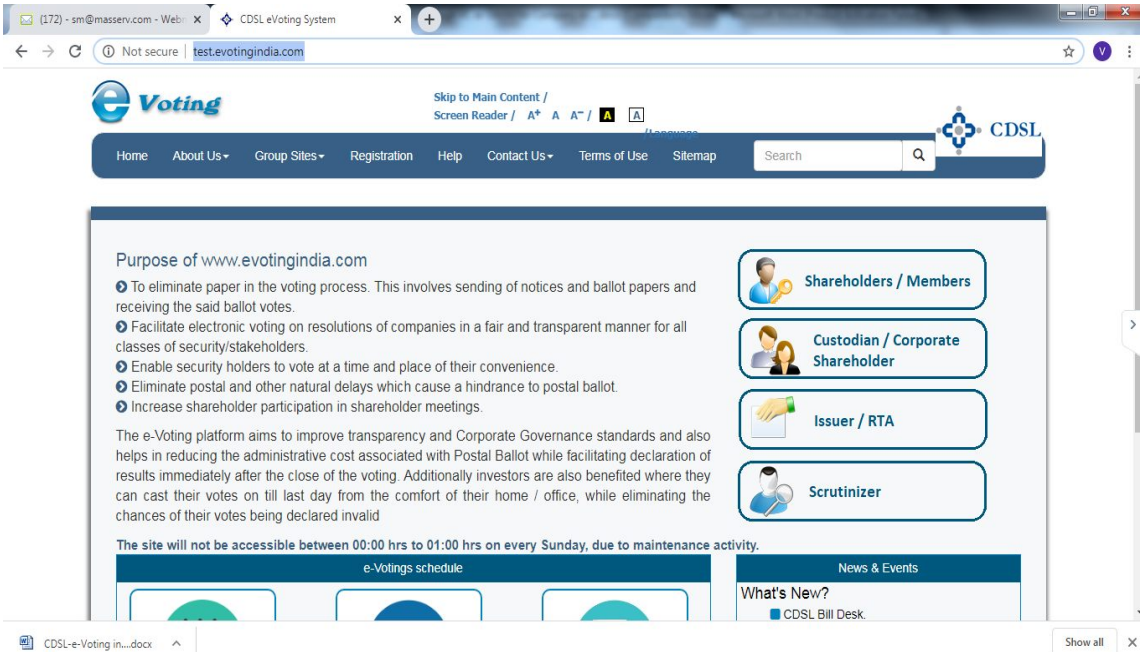 (172) - sm@masserv.com - Webm
CDSL eVoting System
Not secure | test.evotingindia.com
V
e Voting
Skip to Main Content /
Screen Reader / A+ A A- / A A
/Language
CDSL
Home About Us Group Sites Registration Help Contact Us Terms of Use Sitemap Search
Purpose of www.evotingindia.com
To eliminate paper in the voting process. This involves sending of notices and ballot papers and
receiving the said ballot votes.
Facilitate electronic voting on resolutions of companies in a fair and transparent manner for all
classes of security/stakeholders.
Enable security holders to vote at a time and place of their convenience.
Eliminate postal and other natural delays which cause a hindrance to postal ballot.
Increase shareholder participation in shareholder meetings.
The e-Voting platform aims to improve transparency and Corporate Governance standards and also
helps in reducing the administrative cost associated with Postal Ballot while facilitating declaration of
results immediately after the close of the voting. Additionally investors are also benefited where they
can cast their votes on till last day from the comfort of their home / office, while eliminating the
chances of their votes being declared invalid
Shareholders / Members
Custodian / Corporate
Shareholder
Issuer / RTA
Scrutinizer
The site will not be accessible between 00:00 hrs to 01:00 hrs on every Sunday, due to maintenance activity.
e-Votings schedule
News & Events
What's New?
CDSL Bill Desk.
CDSL-e-Voting in....docx
Show all